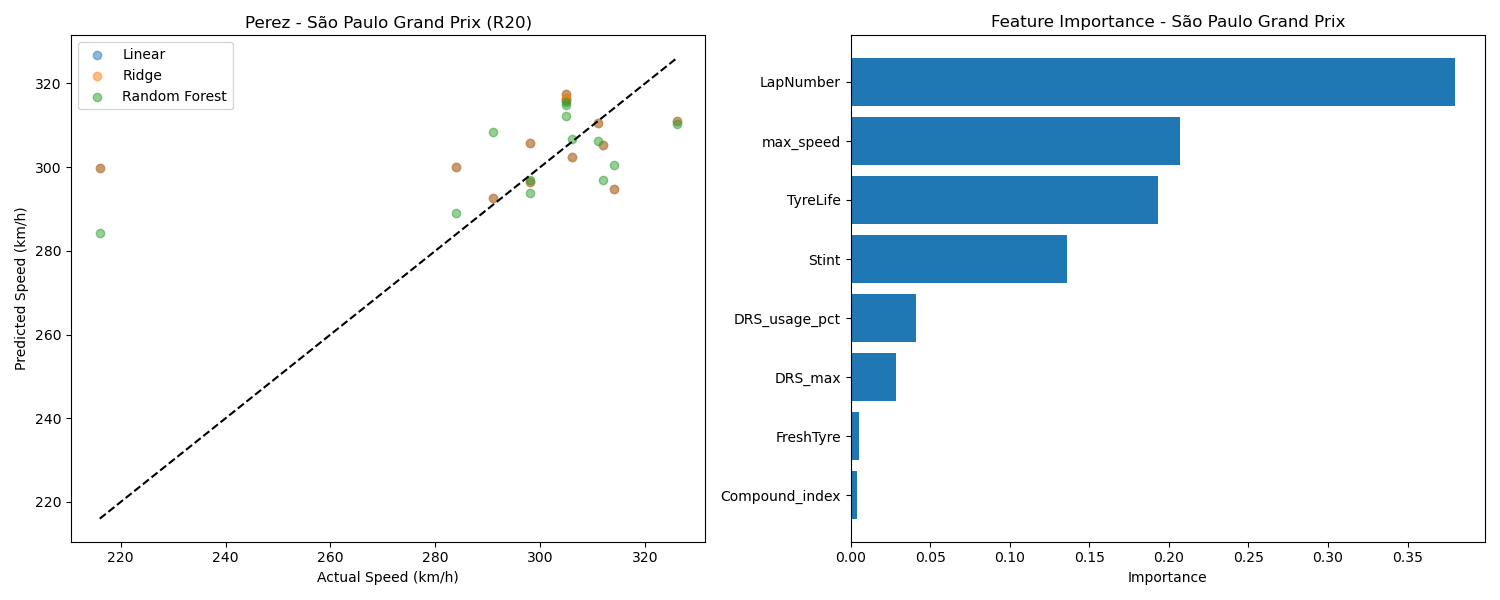 Perez - São Paulo Grand Prix (R20)
Linear
Ridge
Random Forest
Predicted Speed (km/h)
320
300
280
260
240
220
220 240 260 280 300 320
Actual Speed (km/h)
Feature Importance - São Paulo Grand Prix
LapNumber
max_speed
TyreLife
Stint
DRS_usage_pct
DRS_max
FreshTyre
Compound_index
0.00 0.05 0.10 0.15 0.20 0.25 0.30 0.35
Importance